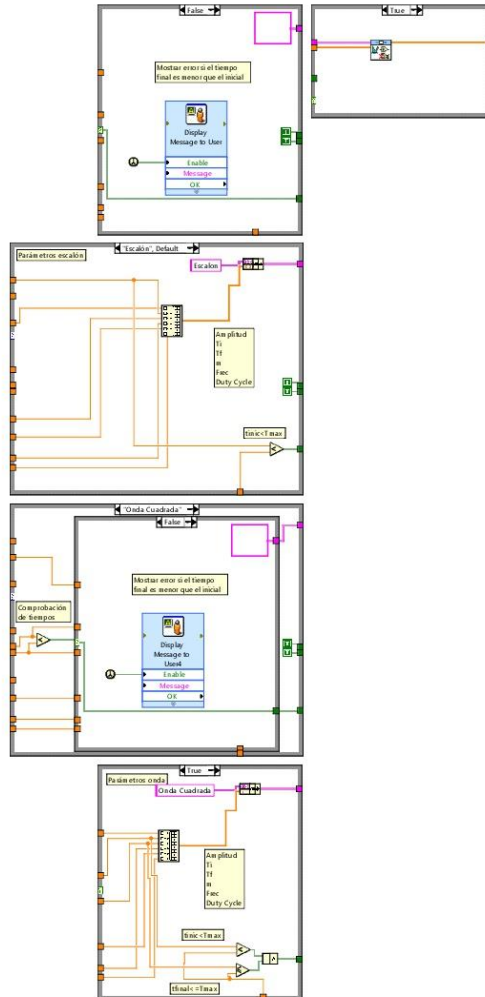 False
True
Mostrar error si el tiempo
final es menor que el inicial
Display
Message to User
Enable
Message
OK
"Escalón", Default
Parámetros escalón
Escalon
Amplitud
Ti
Tf
m
Frec
Duty Cycle
tinic<Tmax
"Onda Cuadrada"
False
Mostrar error si el tiempo
final es menor que el inicial
Comprobación
de tiempos
Display
Message to
User4
Enable
Message
OK
True
Parámetros onda
Onda Cuadrada
Amplitud
Ti
Tf
m
Frec
Duty Cycle
tinic<Tmax
tfinal<=Tmax